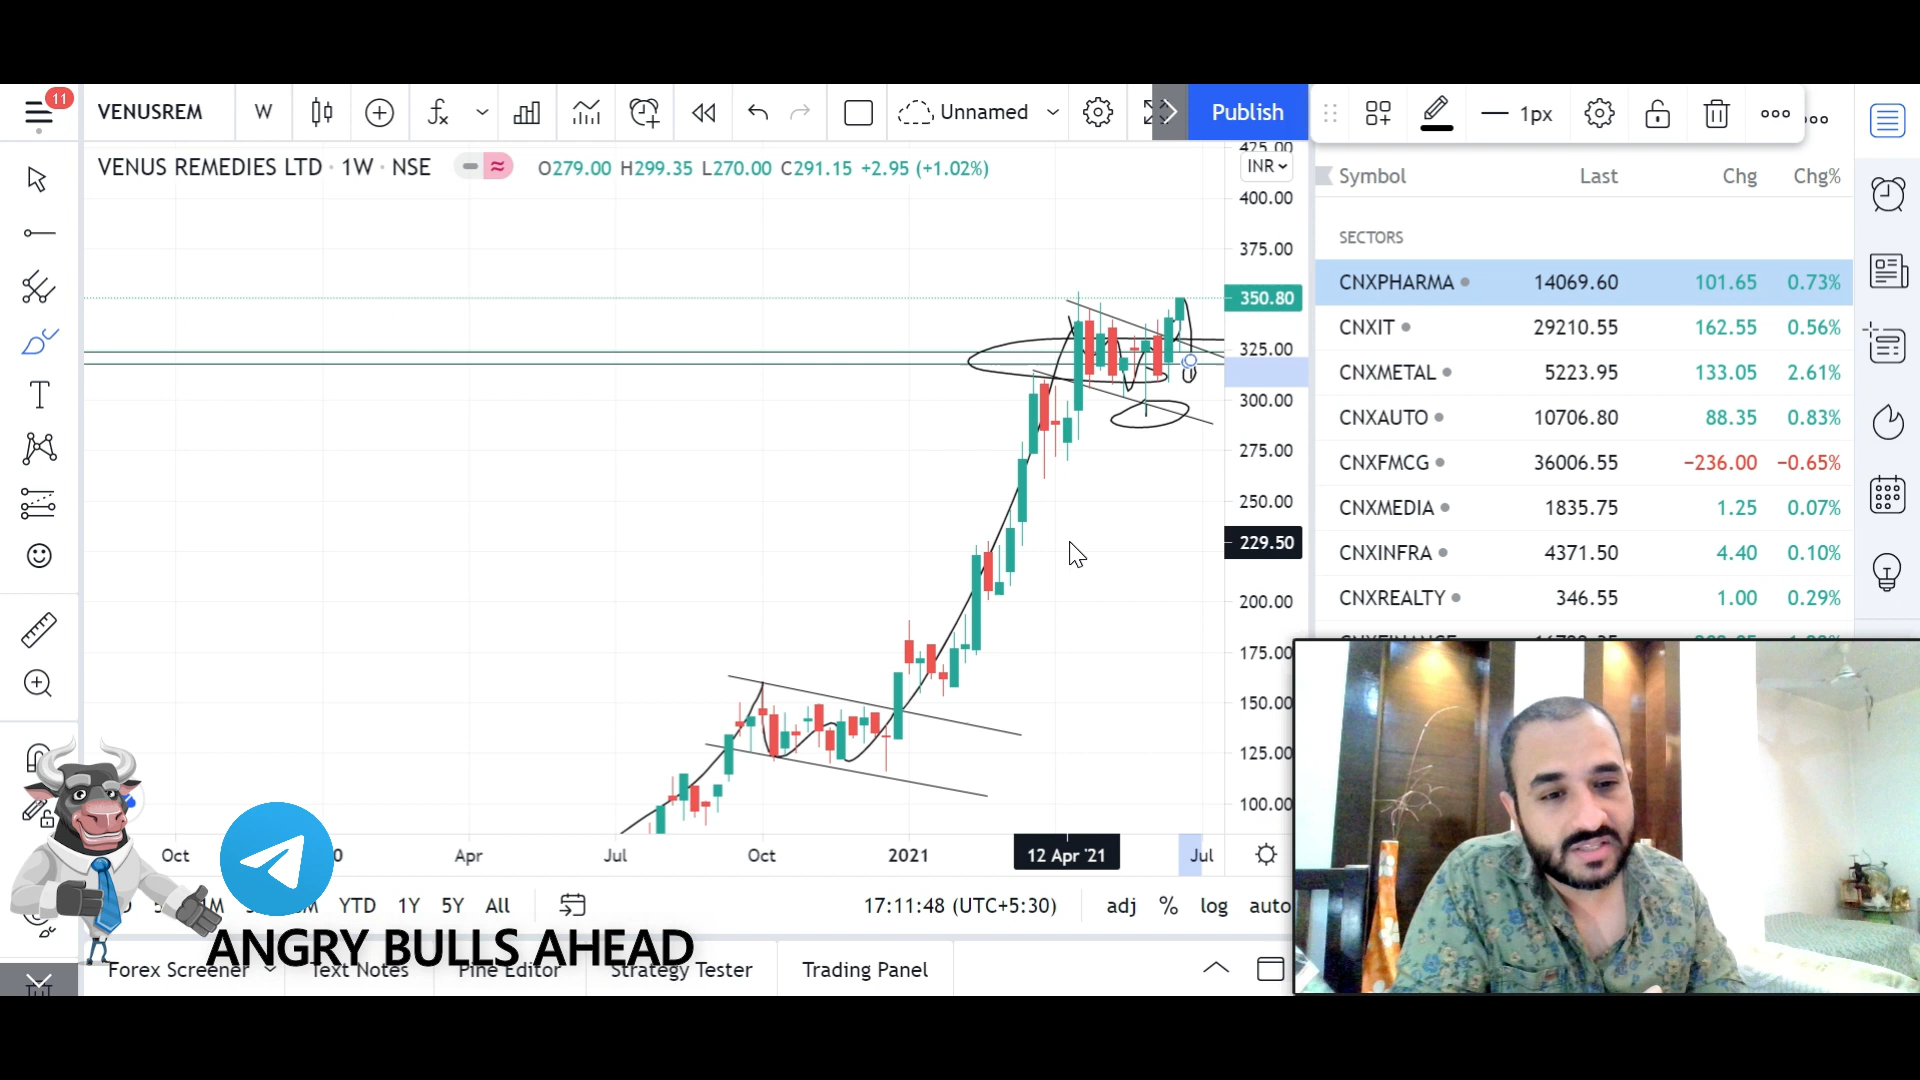 11
VENUSREM W Unnamed Publish 1px
VENUS REMEDIES LTD · 1W · NSE O279.00 H299.35 L270.00 C291.15 +2.95 (+1.02%)
425.00
INR
400.00
375.00
350.80
325.00
300.00
275.00
250.00
229.50
200.00
175.00
150.00
125.00
100.00
Symbol Last Chg Chg%
SECTORS
CNXPHARMA 14069.60 101.65 0.73%
CNXIT 29210.55 162.55 0.56%
CNXMETAL 5223.95 133.05 2.61%
CNXAUTO 10706.80 88.35 0.83%
CNXFMCG 36006.55 −236.00 −0.65%
CNXMEDIA 1835.75 1.25 0.07%
CNXINFRA 4371.50 4.40 0.10%
CNXREALTY 346.55 1.00 0.29%
Oct Apr Jul Oct 2021 12 Apr '21 Jul
YTD 1Y 5Y All 17:11:48 (UTC+5:30) adj % log auto
ANGRY BULLS AHEAD
Forex Screener Text Notes Pine Editor Strategy Tester Trading Panel